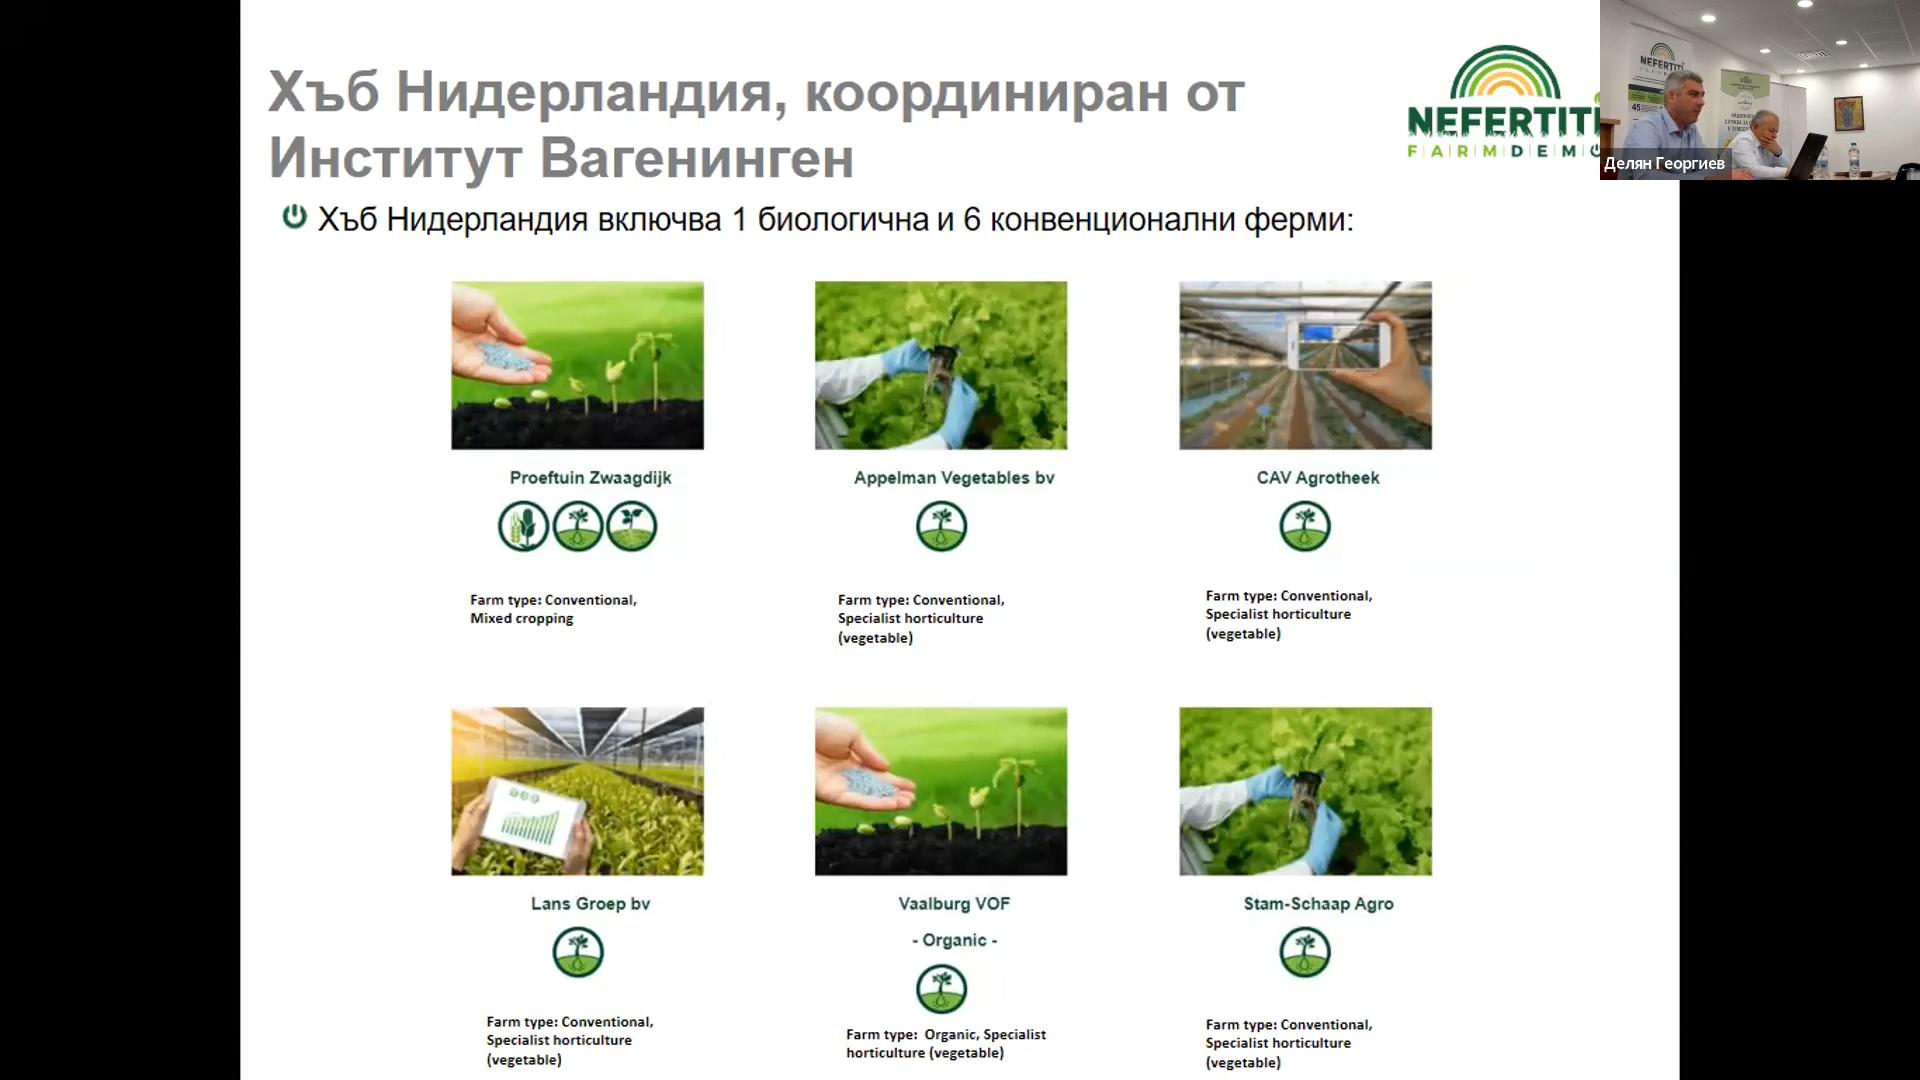 Хъб Нидерландия, координиран от
Институт Вагенинген
NEFERTITI
FARMDEMO
NEFERTITI
45
Делян Георгиев
Хъб Нидерландия включва 1 биологична и 6 конвенционални ферми:
Proeftuin Zwaagdijk
Appelman Vegetables bv
CAV Agrotheek
Farm type: Conventional,
Mixed cropping
Farm type: Conventional,
Specialist horticulture
(vegetable)
Farm type: Conventional,
Specialist horticulture
(vegetable)
Lans Groep bv
Vaalburg VOF
- Organic -
Stam-Schaap Agro
Farm type: Conventional,
Specialist horticulture
(vegetable)
Farm type: Organic, Specialist
horticulture (vegetable)
Farm type: Conventional,
Specialist horticulture
(vegetable)